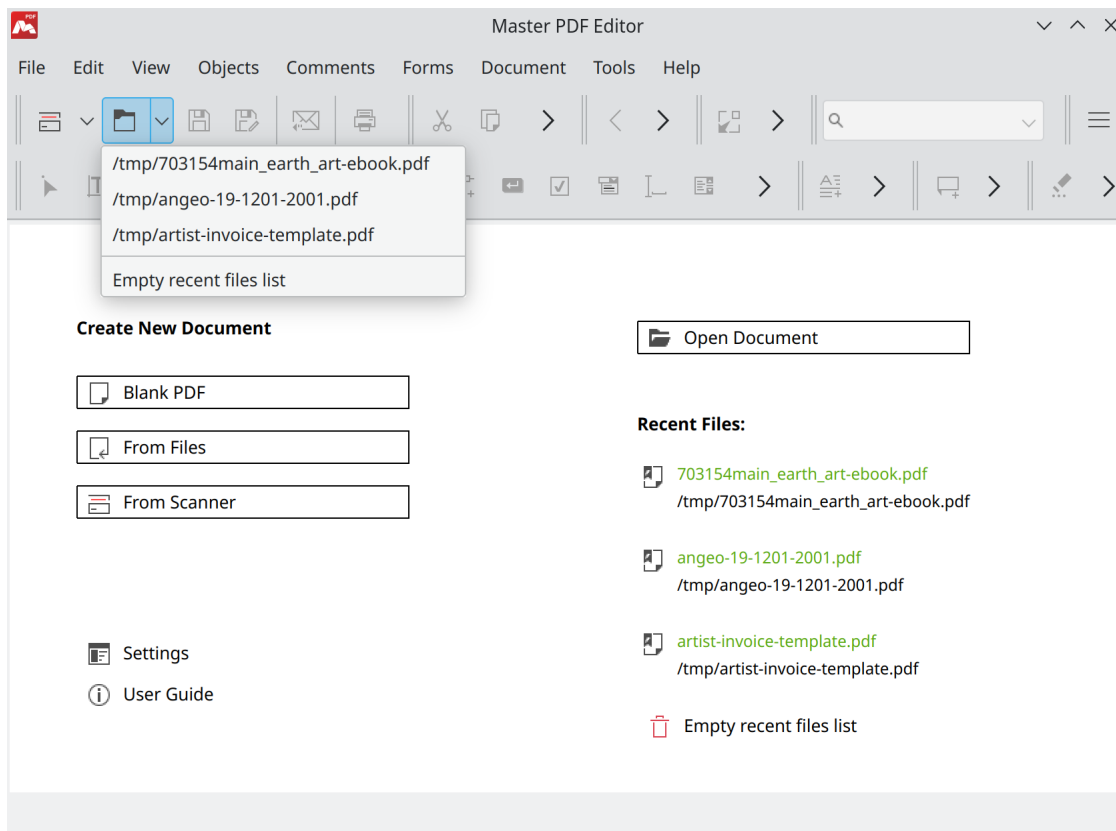 PDF
Master PDF Editor
File Edit View Objects Comments Forms Document Tools Help
/tmp/703154main_earth_art-ebook.pdf
/tmp/angeo-19-1201-2001.pdf
/tmp/artist-invoice-template.pdf
Empty recent files list
Create New Document
Blank PDF
From Files
From Scanner
Settings
User Guide
Open Document
Recent Files:
703154main_earth_art-ebook.pdf
/tmp/703154main_earth_art-ebook.pdf
angeo-19-1201-2001.pdf
/tmp/angeo-19-1201-2001.pdf
artist-invoice-template.pdf
/tmp/artist-invoice-template.pdf
Empty recent files list